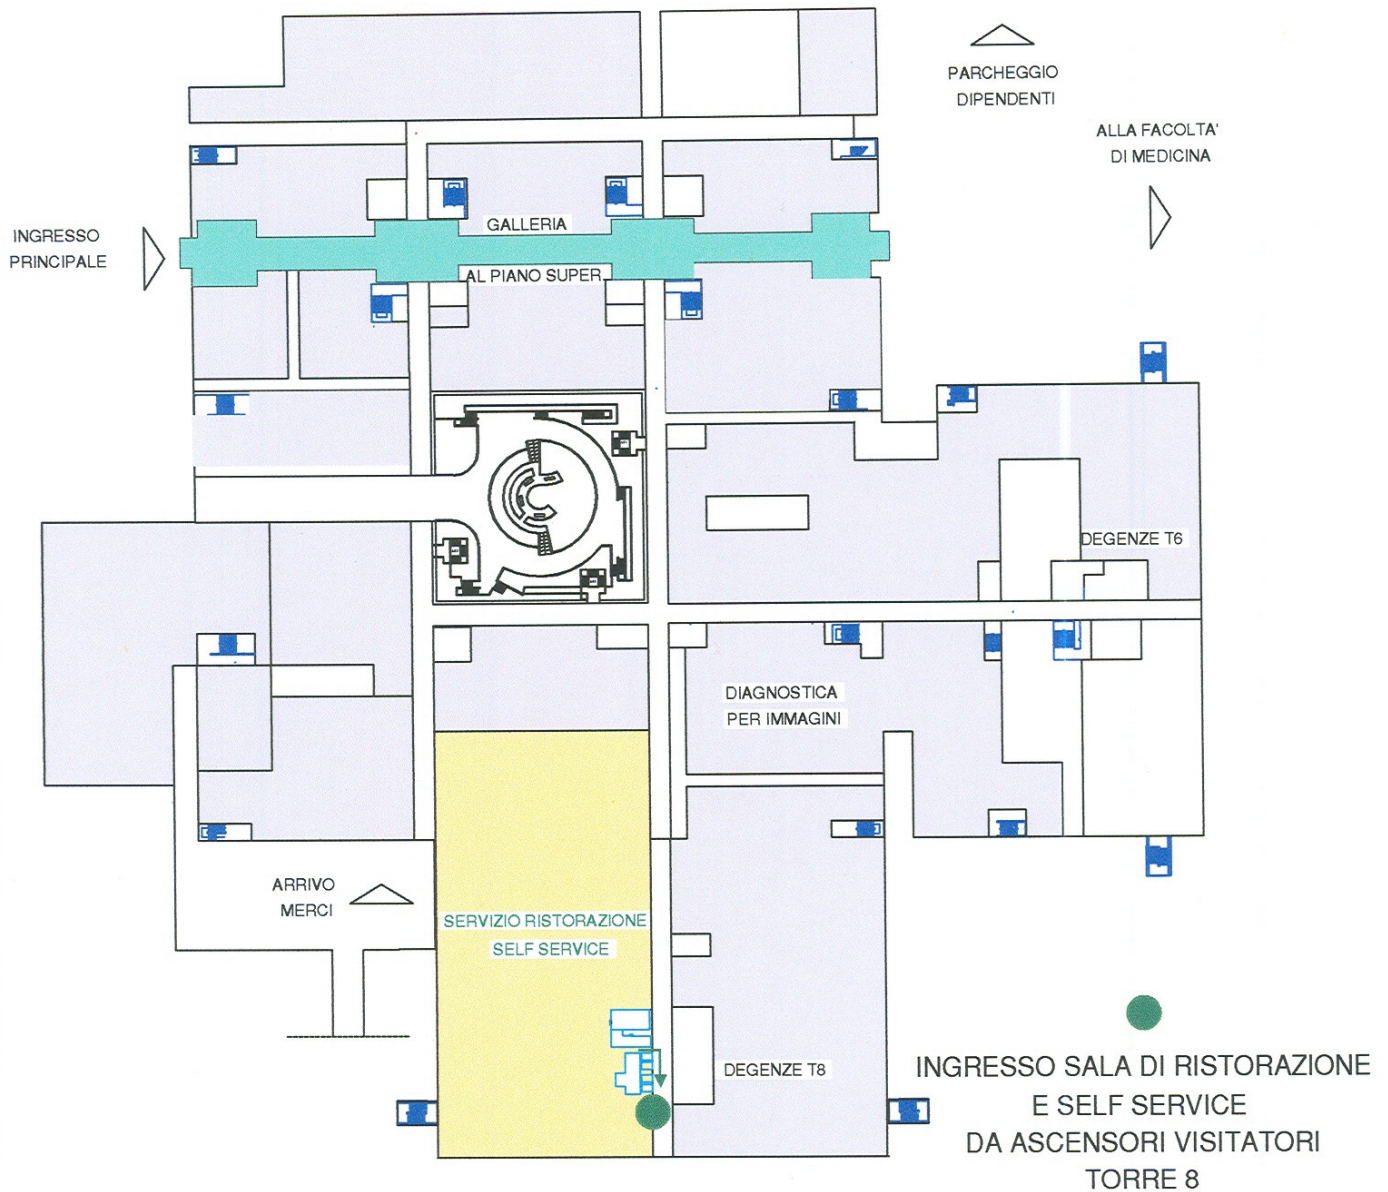 PARCHEGGIO
DIPENDENTI
ALLA FACOLTA'
DI MEDICINA
INGRESSO
PRINCIPALE
GALLERIA
AL PIANO SUPER
DEGENZE T6
DIAGNOSTICA
PER IMMAGINI
ARRIVO
MERCI
SERVIZIO RISTORAZIONE
SELF SERVICE
DEGENZE T8
INGRESSO SALA DI RISTORAZIONE
E SELF SERVICE
DA ASCENSORI VISITATORI
TORRE 8